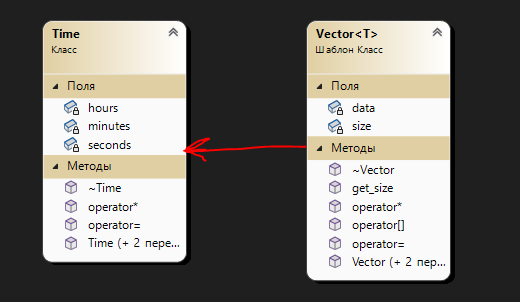 Time
Класс
Поля
hours
minutes
seconds
Методы
~Time
operator*
operator=
Time (+ 2 пере...
Vector<T>
Шаблон Класс
Поля
data
size
Методы
~Vector
get_size
operator*
operator[]
operator=
Vector (+ 2 пер...